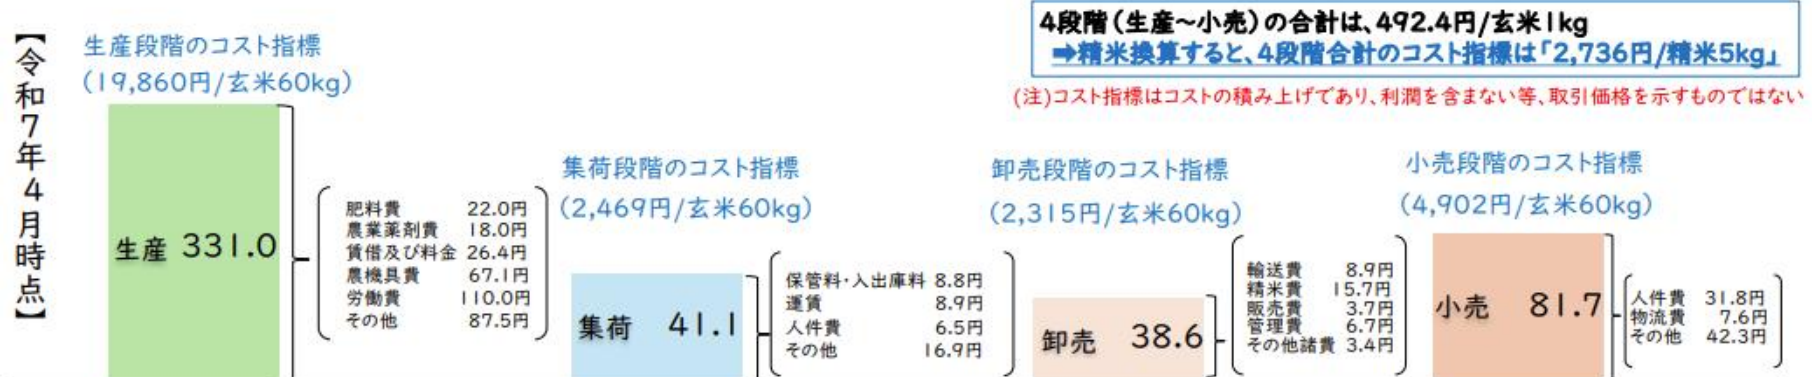 【令和7年4月時点】
4段階（生産～小売）の合計は、492.4円/玄米1kg
➡精米換算すると、4段階合計のコスト指標は「2,736円/精米5kg」
(注)コスト指標はコストの積み上げであり、利潤を含まない等、取引価格を示すものではない
生産段階のコスト指標
(19,860円/玄米60kg)
生産 331.0
肥料費 22.0円
農業薬剤費 18.0円
賃借及び料金 26.4円
農機具費 67.1円
労働費 110.0円
その他 87.5円
集荷段階のコスト指標
(2,469円/玄米60kg)
集荷 41.1
保管料・入出庫料 8.8円
運賃 8.9円
人件費 6.5円
その他 16.9円
卸売段階のコスト指標
(2,315円/玄米60kg)
卸売 38.6
輸送費 8.9円
精米費 15.7円
販売費 3.7円
管理費 6.7円
その他諸費 3.4円
小売段階のコスト指標
(4,902円/玄米60kg)
小売 81.7
人件費 31.8円
物流費 7.6円
その他 42.3円